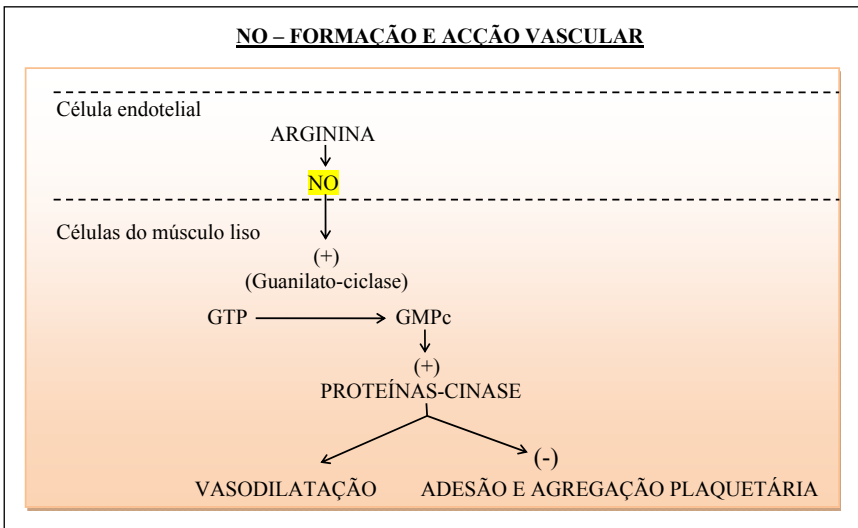 NO – FORMAÇÃO E ACÇÃO VASCULAR
Célula endotelial
ARGININA
NO
Células do músculo liso
(+)
(Guanilato-ciclase)
GTP GMPc
(+)
PROTEÍNAS-CINASE
(-)
VASODILATAÇÃO ADESÃO E AGREGAÇÃO PLAQUETÁRIA